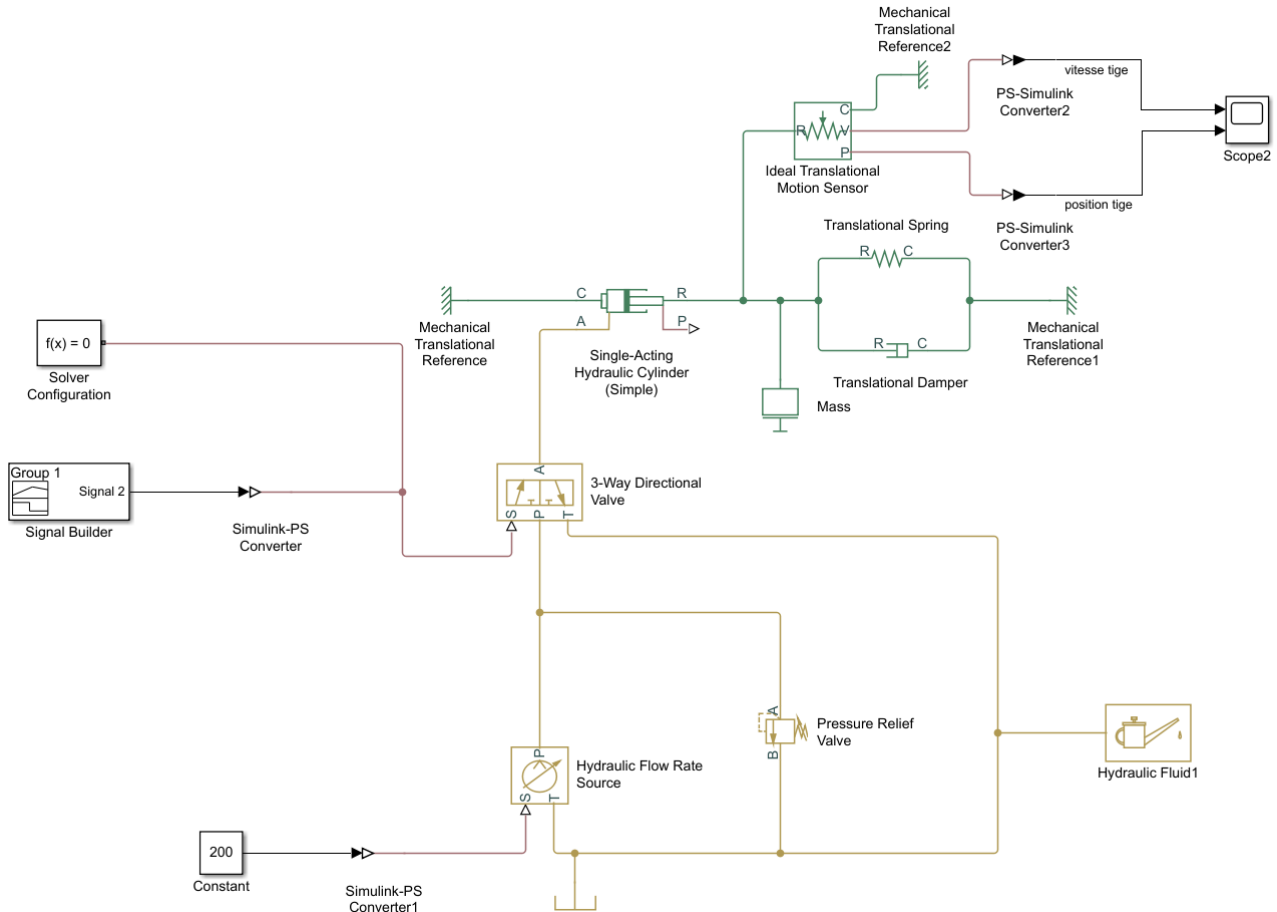 Mechanical
Translational
Reference2
C
R
V
P
Ideal Translational
Motion Sensor
vitesse tige
PS-Simulink
Converter2
Scope2
position tige
PS-Simulink
Converter3
Translational Spring
R
C
C
R
A
P
Mechanical
Translational
Reference
Single-Acting
Hydraulic Cylinder
(Simple)
R
C
Translational Damper
Mechanical
Translational
Reference1
Mass
f(x) = 0
Solver
Configuration
Group 1
Signal 2
Signal Builder
Simulink-PS
Converter
A
S
P
T
3-Way Directional
Valve
A
B
Pressure Relief
Valve
P
S
T
Hydraulic Flow Rate
Source
Hydraulic Fluid1
200
Constant
Simulink-PS
Converter1